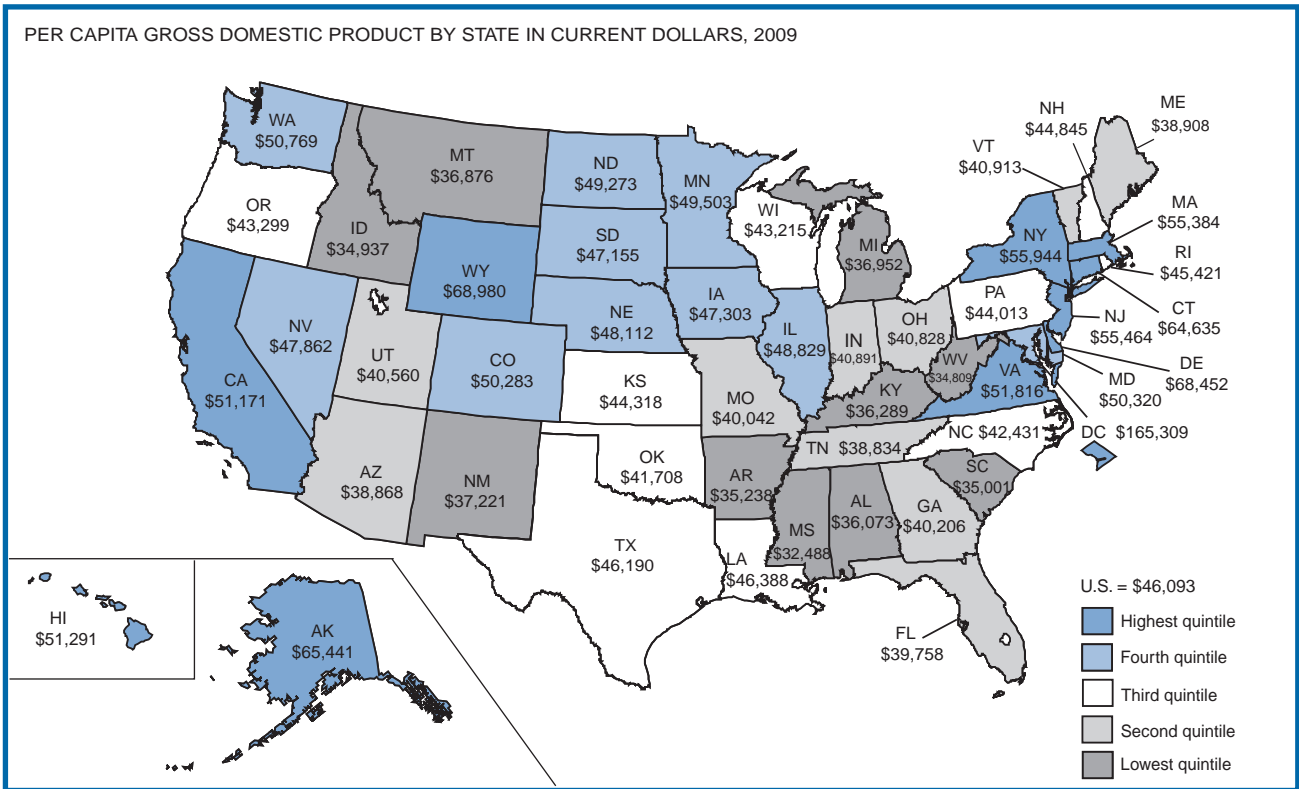 PER CAPITA GROSS DOMESTIC PRODUCT BY STATE IN CURRENT DOLLARS, 2009
WA
$50,769
MT
$36,876
ND
$49,273
MN
$49,503
OR
$43,299
ID
$34,937
WY
$68,980
SD
$47,155
WI
$43,215
MI
$36,952
NH
$44,845
VT
$40,913
ME
$38,908
NY
$55,944
MA
$55,384
RI
$45,421
CT
$64,635
PA
$44,013
NJ
$55,464
DE
$68,452
MD
$50,320
DC $165,309
NV
$47,862
UT
$40,560
CO
$50,283
NE
$48,112
IA
$47,303
IL
$48,829
IN
$40,891
OH
$40,828
WV
$34,809
VA
$51,816
CA
$51,171
KS
$44,318
MO
$40,042
KY
$36,289
NC $42,431
TN $38,834
AZ
$38,868
NM
$37,221
OK
$41,708
AR
$35,238
SC
$35,001
MS
$32,488
AL
$36,073
GA
$40,206
TX
$46,190
LA
$46,388
FL
$39,758
HI
$51,291
AK
$65,441
U.S. = $46,093
Highest quintile
Fourth quintile
Third quintile
Second quintile
Lowest quintile